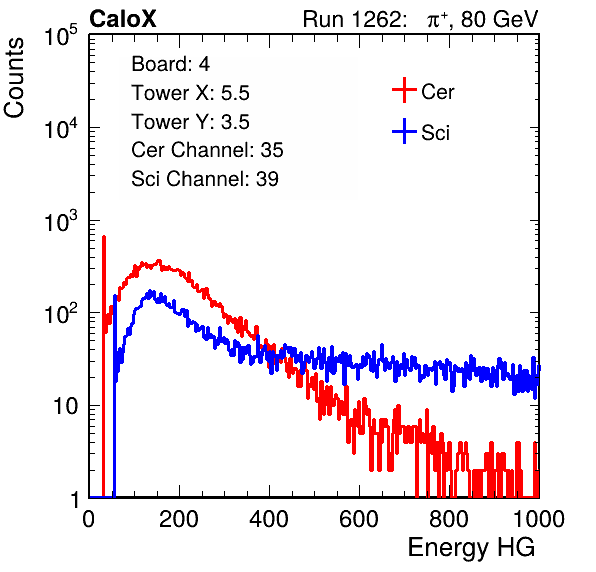 CaloX Run 1262: π⁺, 80 GeV
Counts
10⁵
10⁴
10³
10²
10
1
Board: 4
Tower X: 5.5
Tower Y: 3.5
Cer Channel: 35
Sci Channel: 39
Cer
Sci
0 200 400 600 800 1000
Energy HG